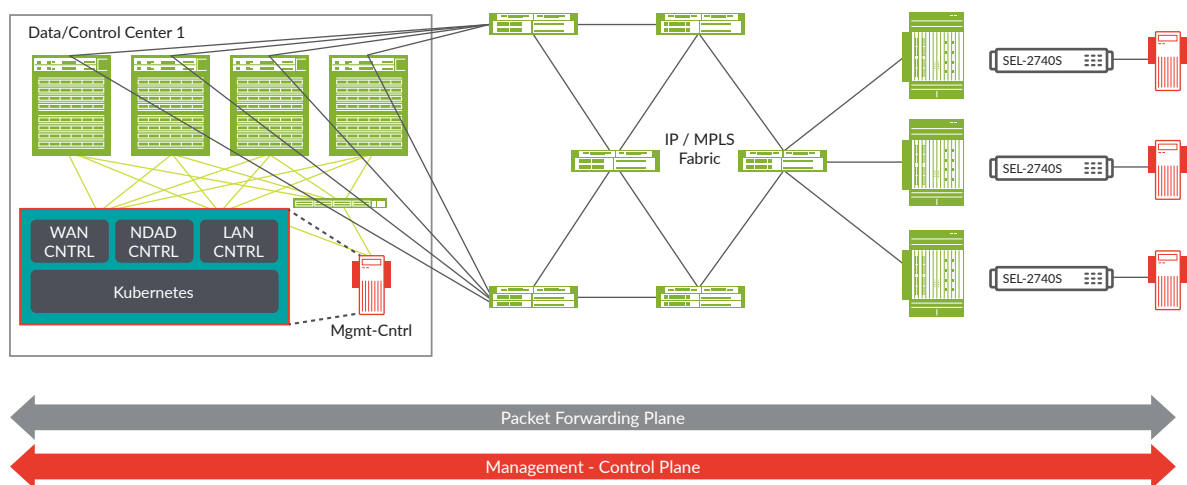 Data/Control Center 1
IP / MPLS
Fabric
SEL-2740S
SEL-2740S
SEL-2740S
WAN
CNTRL
NDAD
CNTRL
LAN
CNTRL
Kubernetes
Mgmt-Cntrl
Packet Forwarding Plane
Management - Control Plane